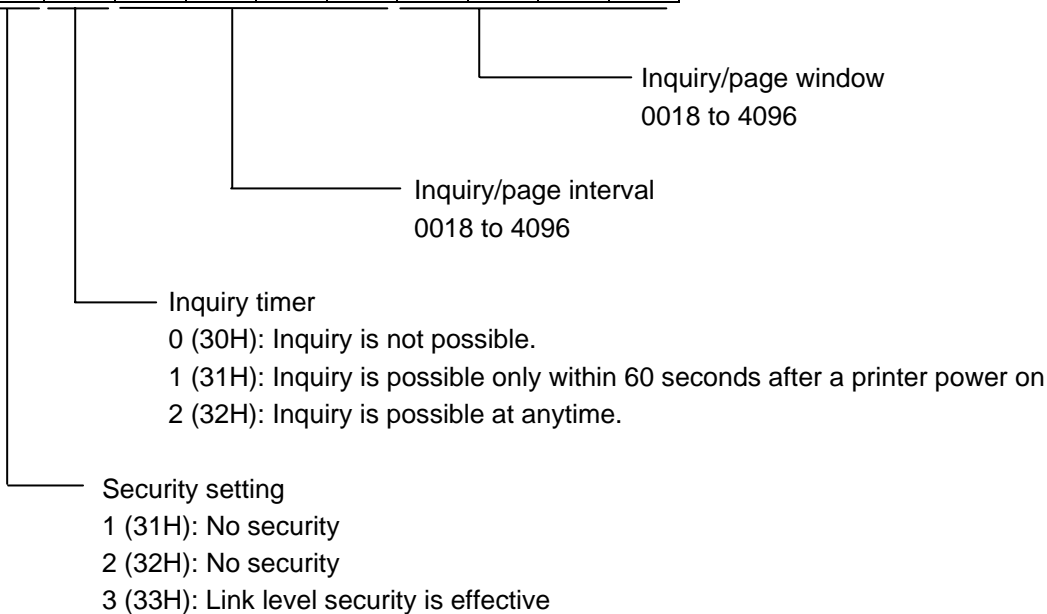 Inquiry/page window
0018 to 4096
Inquiry/page interval
0018 to 4096
Inquiry timer
0 (30H): Inquiry is not possible.
1 (31H): Inquiry is possible only within 60 seconds after a printer power on
2 (32H): Inquiry is possible at anytime.
Security setting
1 (31H): No security
2 (32H): No security
3 (33H): Link level security is effective